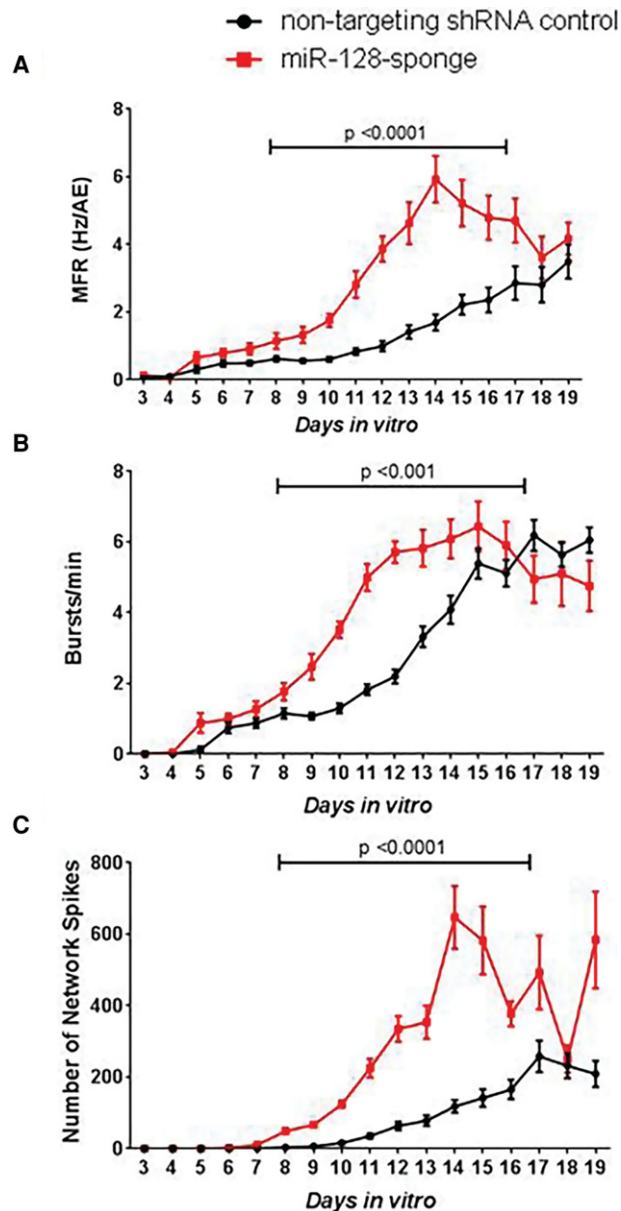 non-targeting shRNA control
miR-128-sponge
A
p <0.0001
MFR (Hz/AE)
8
6
4
2
0
3 4 5 6 7 8 9 10 11 12 13 14 15 16 17 18 19
Days in vitro
B
p <0.001
Bursts/min
8
6
4
2
0
3 4 5 6 7 8 9 10 11 12 13 14 15 16 17 18 19
Days in vitro
C
p <0.0001
Number of Network Spikes
800
600
400
200
0
3 4 5 6 7 8 9 10 11 12 13 14 15 16 17 18 19
Days in vitro